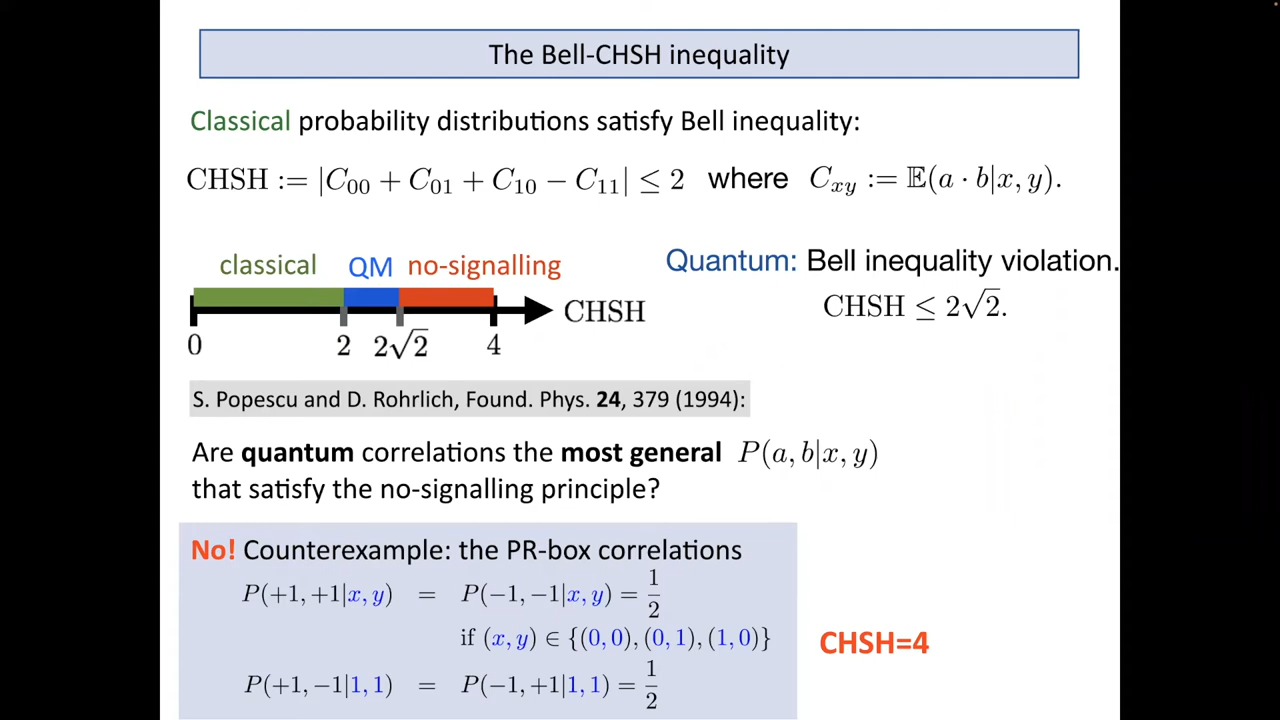 The Bell-CHSH inequality
Classical probability distributions satisfy Bell inequality:
CHSH := |C₀₀ + C₀₁ + C₁₀ − C₁₁| ≤ 2 where Cₓᵧ := 𝔼(a · b|x, y).
classical QM no-signalling
Quantum: Bell inequality violation.
CHSH ≤ 2√2.
CHSH
0 2 2√2 4
S. Popescu and D. Rohrlich, Found. Phys. 24, 379 (1994):
Are quantum correlations the most general P(a, b|x, y)
that satisfy the no-signalling principle?
No! Counterexample: the PR-box correlations
P(+1, +1|x, y) = P(−1, −1|x, y) = 1/2
if (x, y) ∈ {(0, 0), (0, 1), (1, 0)}
CHSH=4
P(+1, −1|1, 1) = P(−1, +1|1, 1) = 1/2